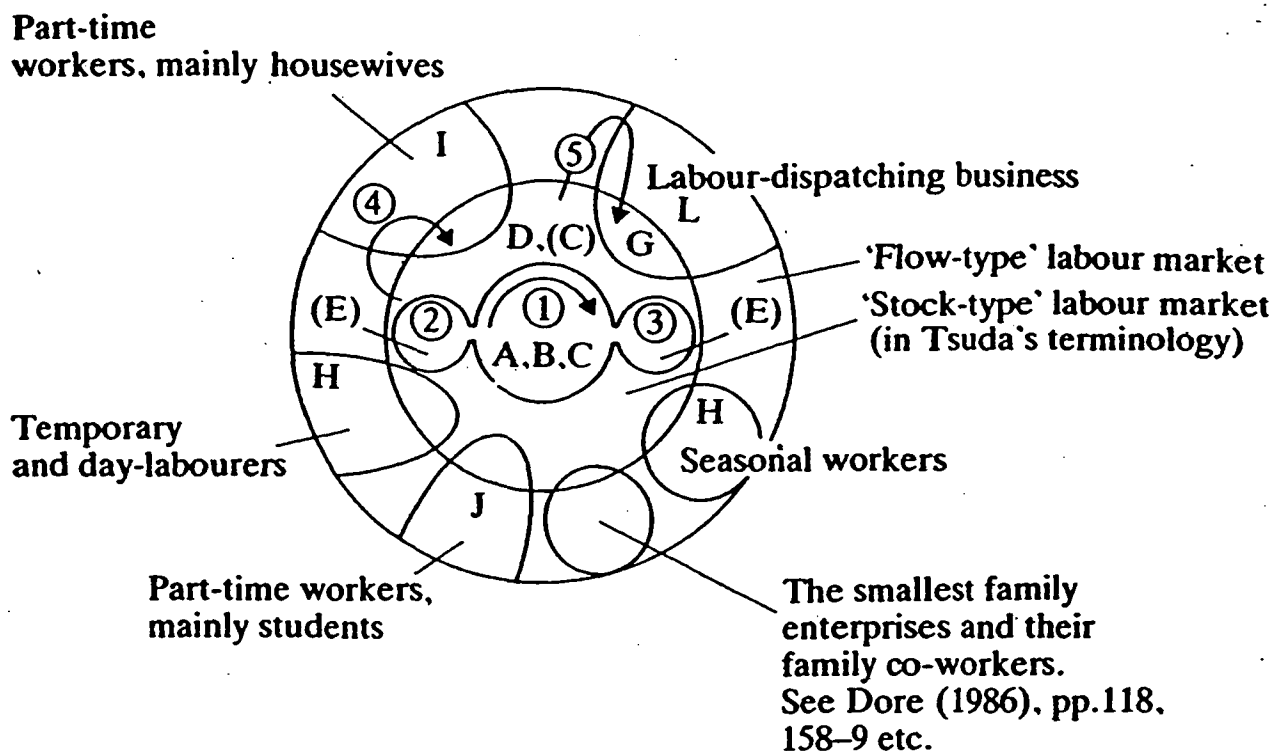 Part-time
workers, mainly housewives
I
⑤
Labour-dispatching business
L
④
D,(C)
G
'Flow-type' labour market
(E)
②
①
③
(E)
'Stock-type' labour market
(in Tsuda's terminology)
A,B,C
H
H
Temporary
and day-labourers
Seasonal workers
J
Part-time workers,
mainly students
The smallest family
enterprises and their
family co-workers.
See Dore (1986), pp.118,
158–9 etc.